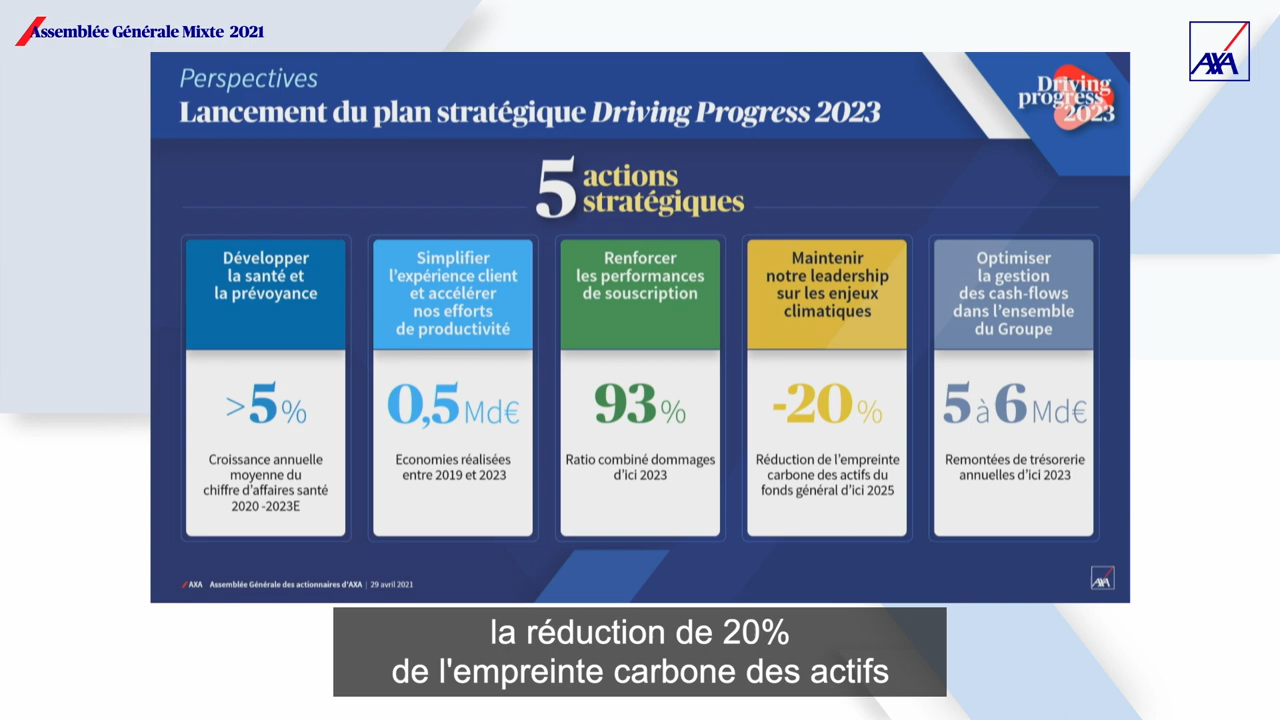 Assemblée Générale Mixte 2021
AXA
Perspectives
Lancement du plan stratégique Driving Progress 2023
Driving
progress
2023
5 actions
stratégiques
Développer
la santé et
la prévoyance
>5 %
Croissance annuelle
moyenne du
chiffre d'affaires santé
2020 -2023E
Simplifier
l'expérience client
et accélérer
nos efforts
de productivité
0,5 Md€
Economies réalisées
entre 2019 et 2023
Renforcer
les performances
de souscription
93 %
Ratio combiné dommages
d'ici 2023
Maintenir
notre leadership
sur les enjeux
climatiques
-20 %
Réduction de l'empreinte
carbone des actifs du
fonds général d'ici 2025
Optimiser
la gestion
des cash-flows
dans l'ensemble
du Groupe
5 à 6 Md€
Remontées de trésorerie
annuelles d'ici 2023
AXA Assemblée Générale des actionnaires d'AXA | 29 avril 2021
AXA
la réduction de 20%
de l'empreinte carbone des actifs